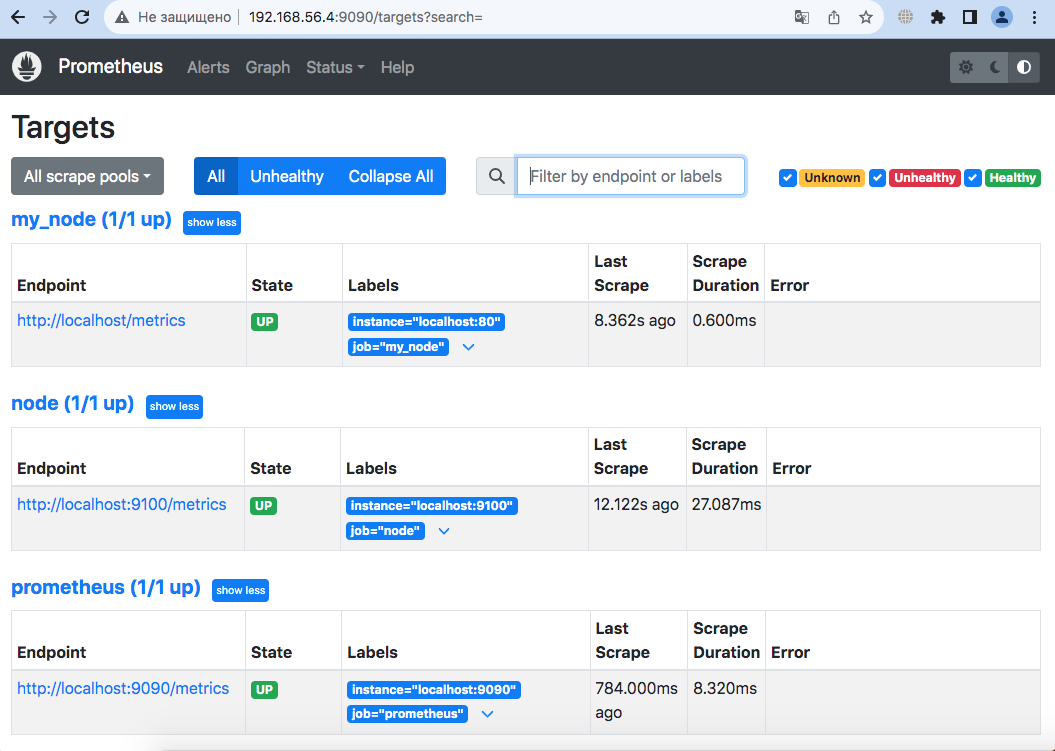 Не защищено 192.168.56.4:9090/targets?search=
Prometheus Alerts Graph Status Help
Targets
All scrape pools All Unhealthy Collapse All Filter by endpoint or labels Unknown Unhealthy Healthy
my_node (1/1 up) show less
Endpoint State Labels Last Scrape Scrape Duration Error
http://localhost/metrics UP instance="localhost:80" 8.362s ago 0.600ms
job="my_node"
node (1/1 up) show less
Endpoint State Labels Last Scrape Scrape Duration Error
http://localhost:9100/metrics UP instance="localhost:9100" 12.122s ago 27.087ms
job="node"
prometheus (1/1 up) show less
Endpoint State Labels Last Scrape Scrape Duration Error
http://localhost:9090/metrics UP instance="localhost:9090" 784.000ms ago 8.320ms
job="prometheus"